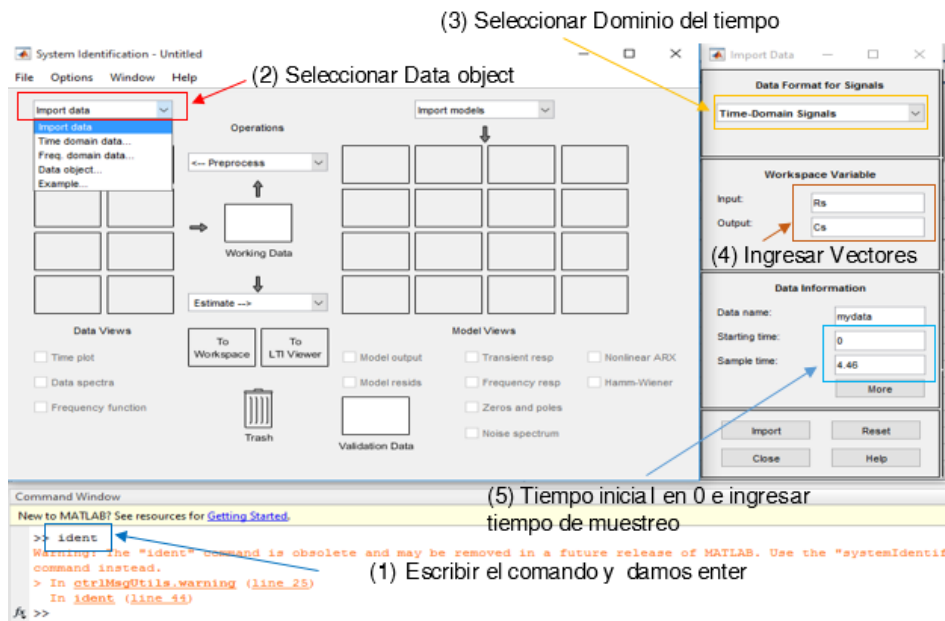 (3) Seleccionar Dominio del tiempo
System Identification - Untitled
File Options Window Help
(2) Seleccionar Data object
Import data
Import data
Time domain data...
Freq. domain data...
Data object...
Example...
Operations
<-- Preprocess
Working Data
Estimate -->
Data Views
Time plot
Data spectra
Frequency function
To Workspace
To LTI Viewer
Trash
Import models
Model Views
Model output
Transient resp
Nonlinear ARX
Model resids
Frequency resp
Hamm-Wiener
Zeros and poles
Noise spectrum
Validation Data
Import Data
Data Format for Signals
Time-Domain Signals
Workspace Variable
Input: Rs
Output: Cs
(4) Ingresar Vectores
Data Information
Data name: mydata
Starting time: 0
Sample time: 4.46
More
Import Reset
Close Help
(5) Tiempo inicial en 0 e ingresar
tiempo de muestreo
Command Window
New to MATLAB? See resources for Getting Started.
>> ident
Warning: The "ident" command is obsolete and may be removed in a future release of MATLAB. Use the "systemIdentif
command instead.
> In ctrlMsgUtils.warning (line 25)
In ident (line 44)
(1) Escribir el comando y damos enter
fx >>